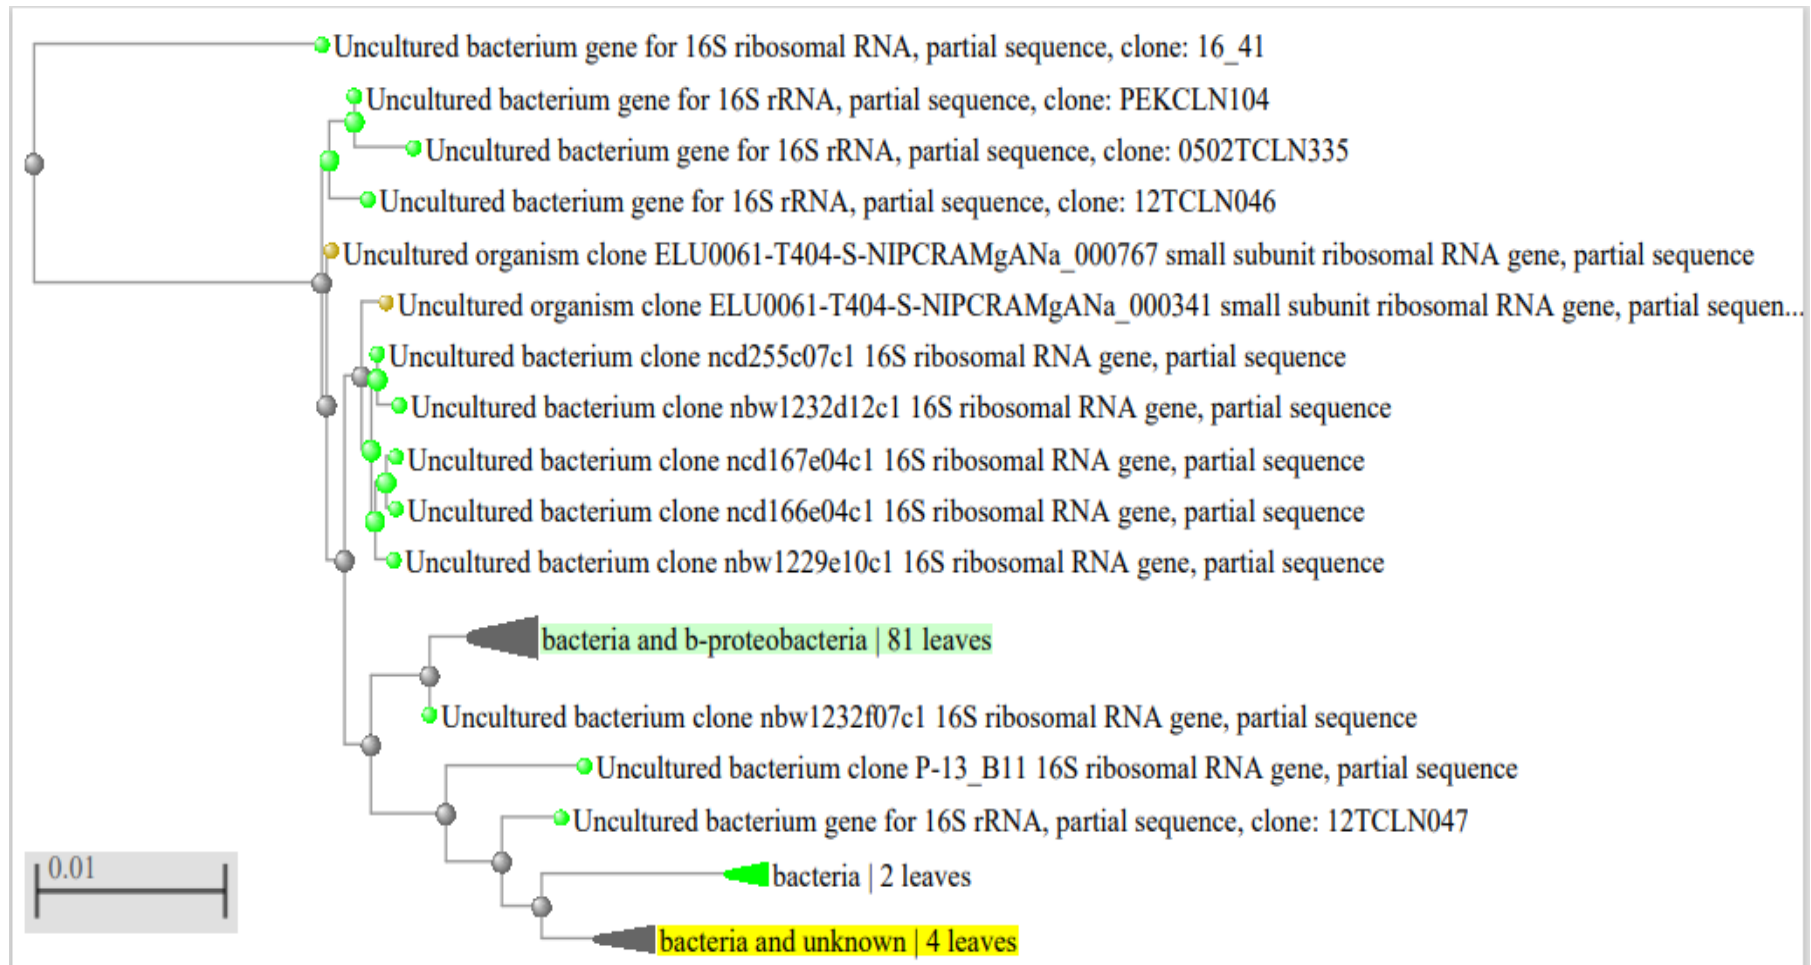 Uncultured bacterium gene for 16S ribosomal RNA, partial sequence, clone: 16_41
Uncultured bacterium gene for 16S rRNA, partial sequence, clone: PEKCLN104
Uncultured bacterium gene for 16S rRNA, partial sequence, clone: 0502TCLN335
Uncultured bacterium gene for 16S rRNA, partial sequence, clone: 12TCLN046
Uncultured organism clone ELU0061-T404-S-NIPCRAMgANa_000767 small subunit ribosomal RNA gene, partial sequence
Uncultured organism clone ELU0061-T404-S-NIPCRAMgANa_000341 small subunit ribosomal RNA gene, partial sequen...
Uncultured bacterium clone ncd255c07c1 16S ribosomal RNA gene, partial sequence
Uncultured bacterium clone nbw1232d12c1 16S ribosomal RNA gene, partial sequence
Uncultured bacterium clone ncd167e04c1 16S ribosomal RNA gene, partial sequence
Uncultured bacterium clone ncd166e04c1 16S ribosomal RNA gene, partial sequence
Uncultured bacterium clone nbw1229e10c1 16S ribosomal RNA gene, partial sequence
bacteria and b-proteobacteria | 81 leaves
Uncultured bacterium clone nbw1232f07c1 16S ribosomal RNA gene, partial sequence
Uncultured bacterium clone P-13_B11 16S ribosomal RNA gene, partial sequence
Uncultured bacterium gene for 16S rRNA, partial sequence, clone: 12TCLN047
0.01
bacteria | 2 leaves
bacteria and unknown | 4 leaves